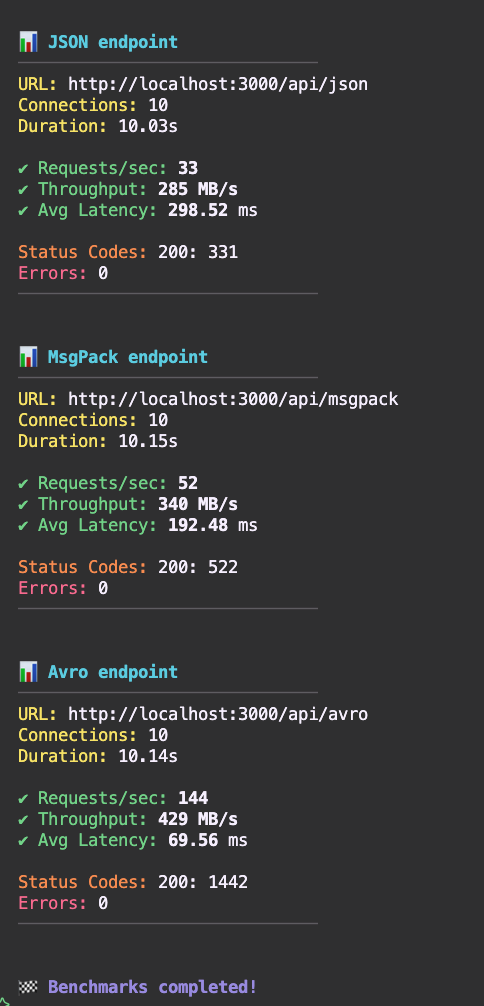 JSON endpoint
URL: http://localhost:3000/api/json
Connections: 10
Duration: 10.03s
✔ Requests/sec: 33
✔ Throughput: 285 MB/s
✔ Avg Latency: 298.52 ms
Status Codes: 200: 331
Errors: 0
MsgPack endpoint
URL: http://localhost:3000/api/msgpack
Connections: 10
Duration: 10.15s
✔ Requests/sec: 52
✔ Throughput: 340 MB/s
✔ Avg Latency: 192.48 ms
Status Codes: 200: 522
Errors: 0
Avro endpoint
URL: http://localhost:3000/api/avro
Connections: 10
Duration: 10.14s
✔ Requests/sec: 144
✔ Throughput: 429 MB/s
✔ Avg Latency: 69.56 ms
Status Codes: 200: 1442
Errors: 0
Benchmarks completed!